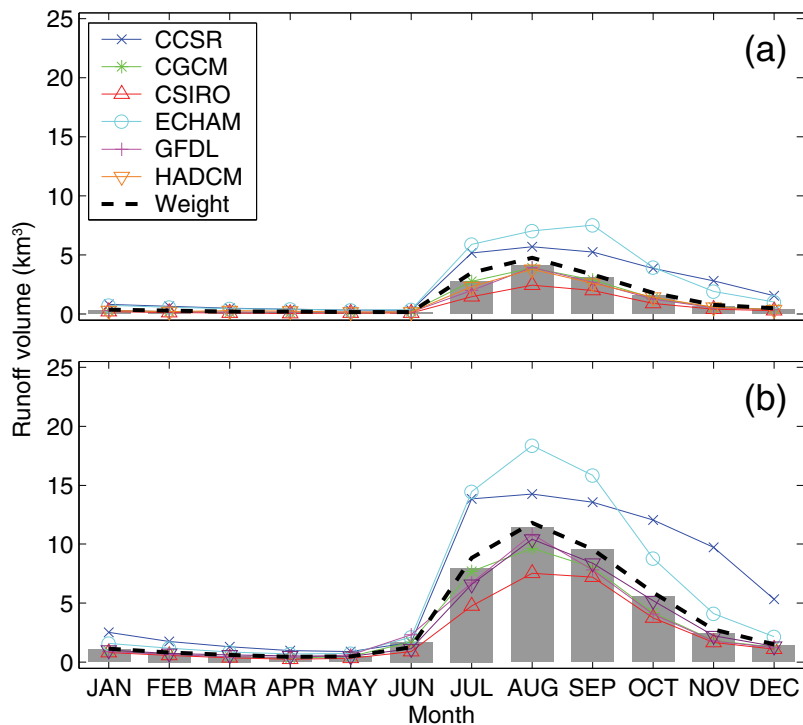 25
20
15
10
5
0
(a)
CCSR
CGCM
CSIRO
ECHAM
GFDL
HADCM
Weight
Runoff volume (km³)
25
20
15
10
5
0
(b)
JAN FEB MAR APR MAY JUN JUL AUG SEP OCT NOV DEC
Month